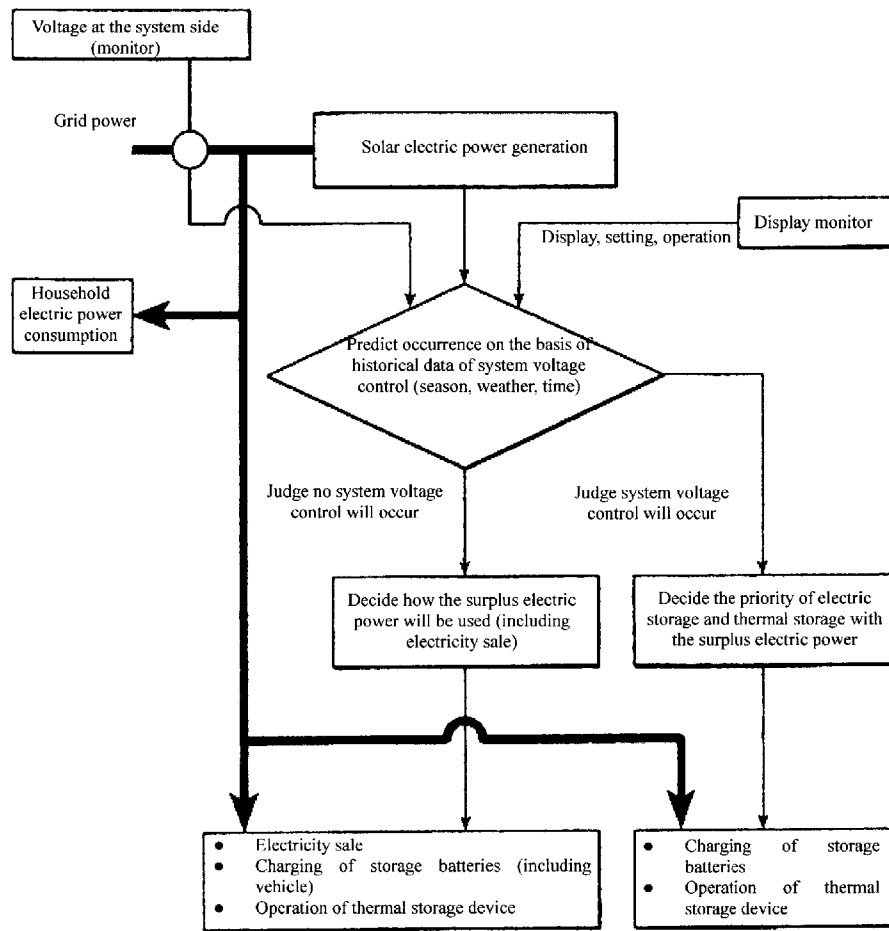 Voltage at the system side
(monitor)
Grid power
Solar electric power generation
Display monitor
Display, setting, operation
Household
electric power
consumption
Predict occurrence on the basis of
historical data of system voltage
control (season, weather, time)
Judge no system voltage
control will occur
Judge system voltage
control will occur
Decide how the surplus electric
power will be used (including
electricity sale)
Decide the priority of electric
storage and thermal storage with
the surplus electric power
● Electricity sale
● Charging of storage batteries (including
vehicle)
● Operation of thermal storage device
● Charging of storage
batteries
● Operation of thermal
storage device